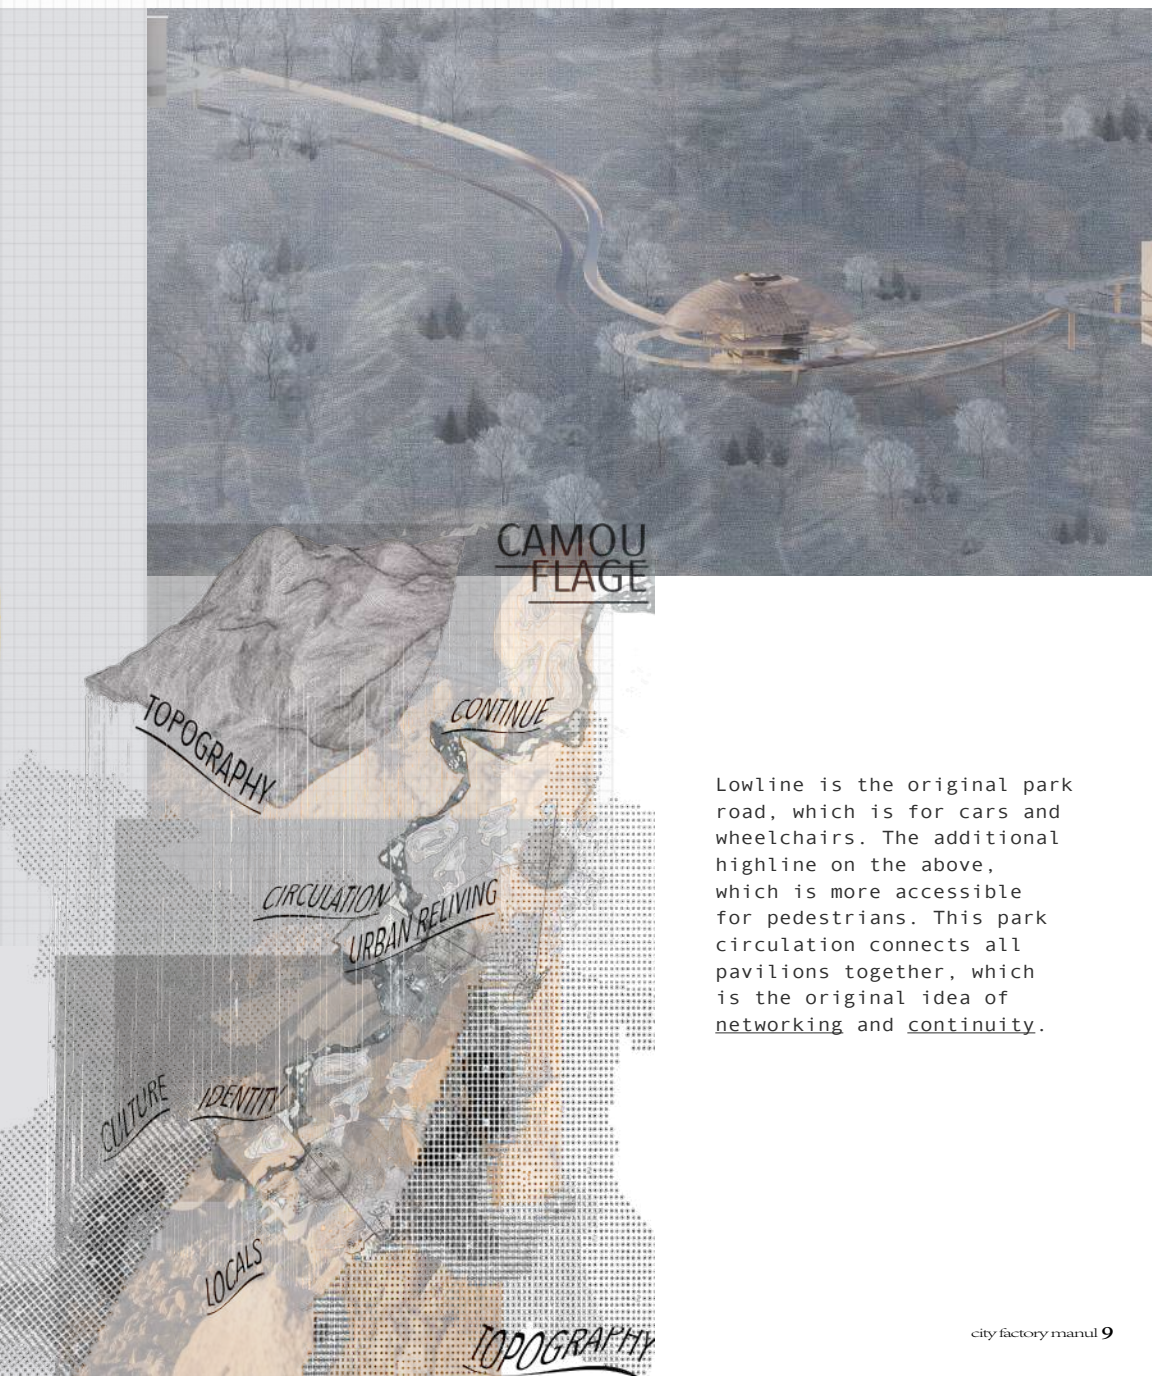 CAMOU
FLAGE
TOPOGRAPHY
CONTINUE
CIRCULATION
URBAN RELIVING
CULTURE
IDENTITY
LOCALS
TOPOGRAPHY
Lowline is the original park
road, which is for cars and
wheelchairs. The additional
highline on the above,
which is more accessible
for pedestrians. This park
circulation connects all
pavilions together, which
is the original idea of
networking and continuity.
city factory manul 9